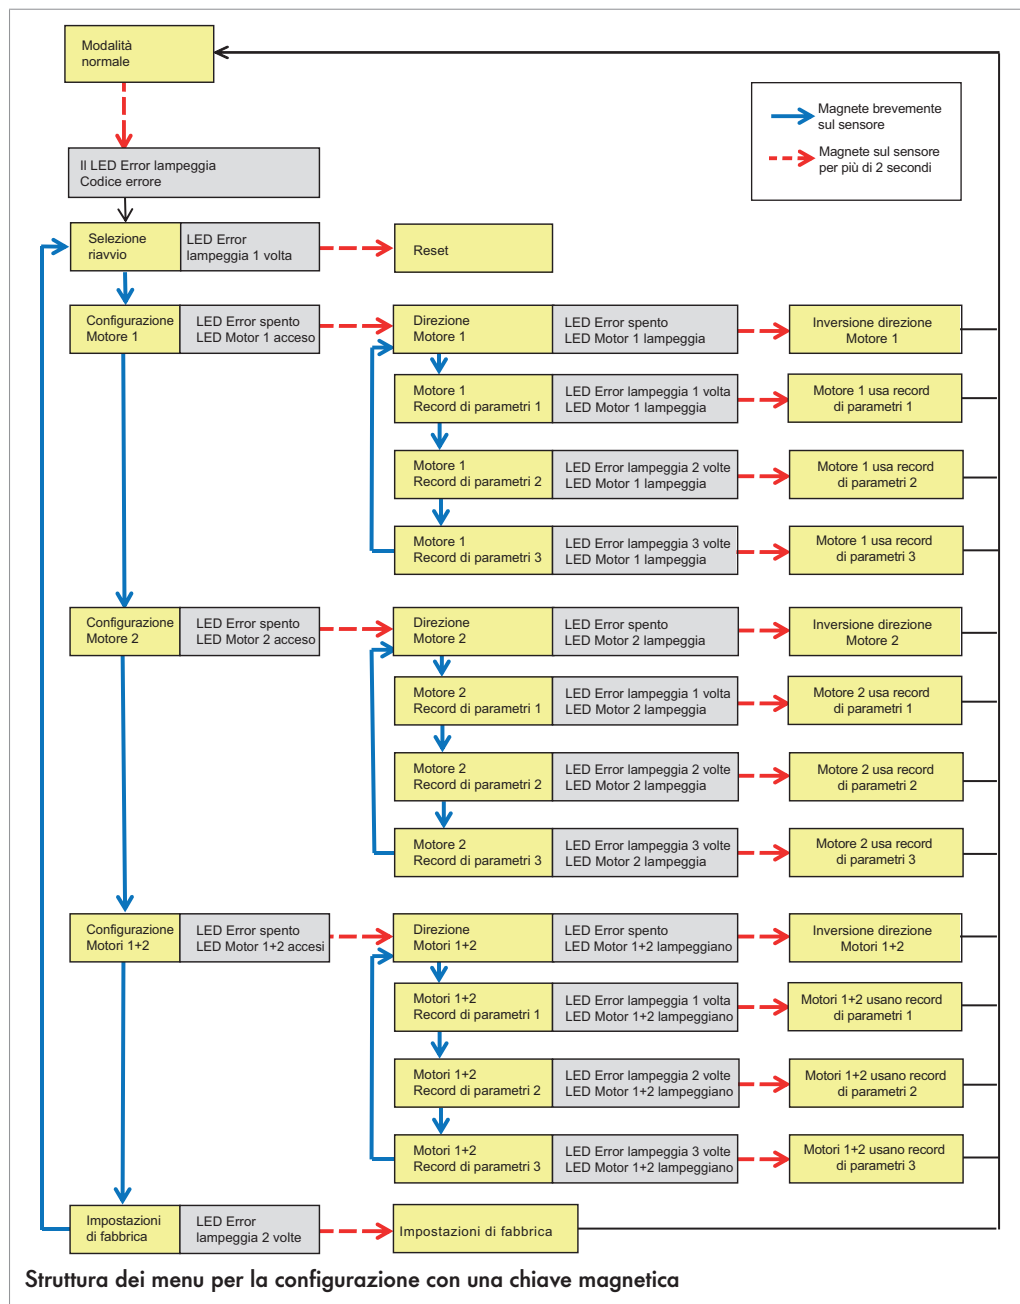 Modalità
normale
Magnete brevemente
sul sensore
Magnete sul sensore
per più di 2 secondi
Il LED Error lampeggia
Codice errore
Selezione
riavvio
LED Error
lampeggia 1 volta
Reset
Configurazione
Motore 1
LED Error spento
LED Motor 1 acceso
Direzione
Motore 1
LED Error spento
LED Motor 1 lampeggia
Inversione direzione
Motore 1
Motore 1
Record di parametri 1
LED Error lampeggia 1 volta
LED Motor 1 lampeggia
Motore 1 usa record
di parametri 1
Motore 1
Record di parametri 2
LED Error lampeggia 2 volte
LED Motor 1 lampeggia
Motore 1 usa record
di parametri 2
Motore 1
Record di parametri 3
LED Error lampeggia 3 volte
LED Motor 1 lampeggia
Motore 1 usa record
di parametri 3
Configurazione
Motore 2
LED Error spento
LED Motor 2 acceso
Direzione
Motore 2
LED Error spento
LED Motor 2 lampeggia
Inversione direzione
Motore 2
Motore 2
Record di parametri 1
LED Error lampeggia 1 volta
LED Motor 2 lampeggia
Motore 2 usa record
di parametri 1
Motore 2
Record di parametri 2
LED Error lampeggia 2 volte
LED Motor 2 lampeggia
Motore 2 usa record
di parametri 2
Motore 2
Record di parametri 3
LED Error lampeggia 3 volte
LED Motor 2 lampeggia
Motore 2 usa record
di parametri 3
Configurazione
Motori 1+2
LED Error spento
LED Motor 1+2 accesi
Direzione
Motori 1+2
LED Error spento
LED Motor 1+2 lampeggiano
Inversione direzione
Motori 1+2
Motori 1+2
Record di parametri 1
LED Error lampeggia 1 volta
LED Motor 1+2 lampeggiano
Motori 1+2 usano record
di parametri 1
Motori 1+2
Record di parametri 2
LED Error lampeggia 2 volte
LED Motor 1+2 lampeggiano
Motori 1+2 usano record
di parametri 2
Motori 1+2
Record di parametri 3
LED Error lampeggia 3 volte
LED Motor 1+2 lampeggiano
Motori 1+2 usano record
di parametri 3
Impostazioni
di fabbrica
LED Error
lampeggia 2 volte
Impostazioni di fabbrica
Struttura dei menu per la configurazione con una chiave magnetica